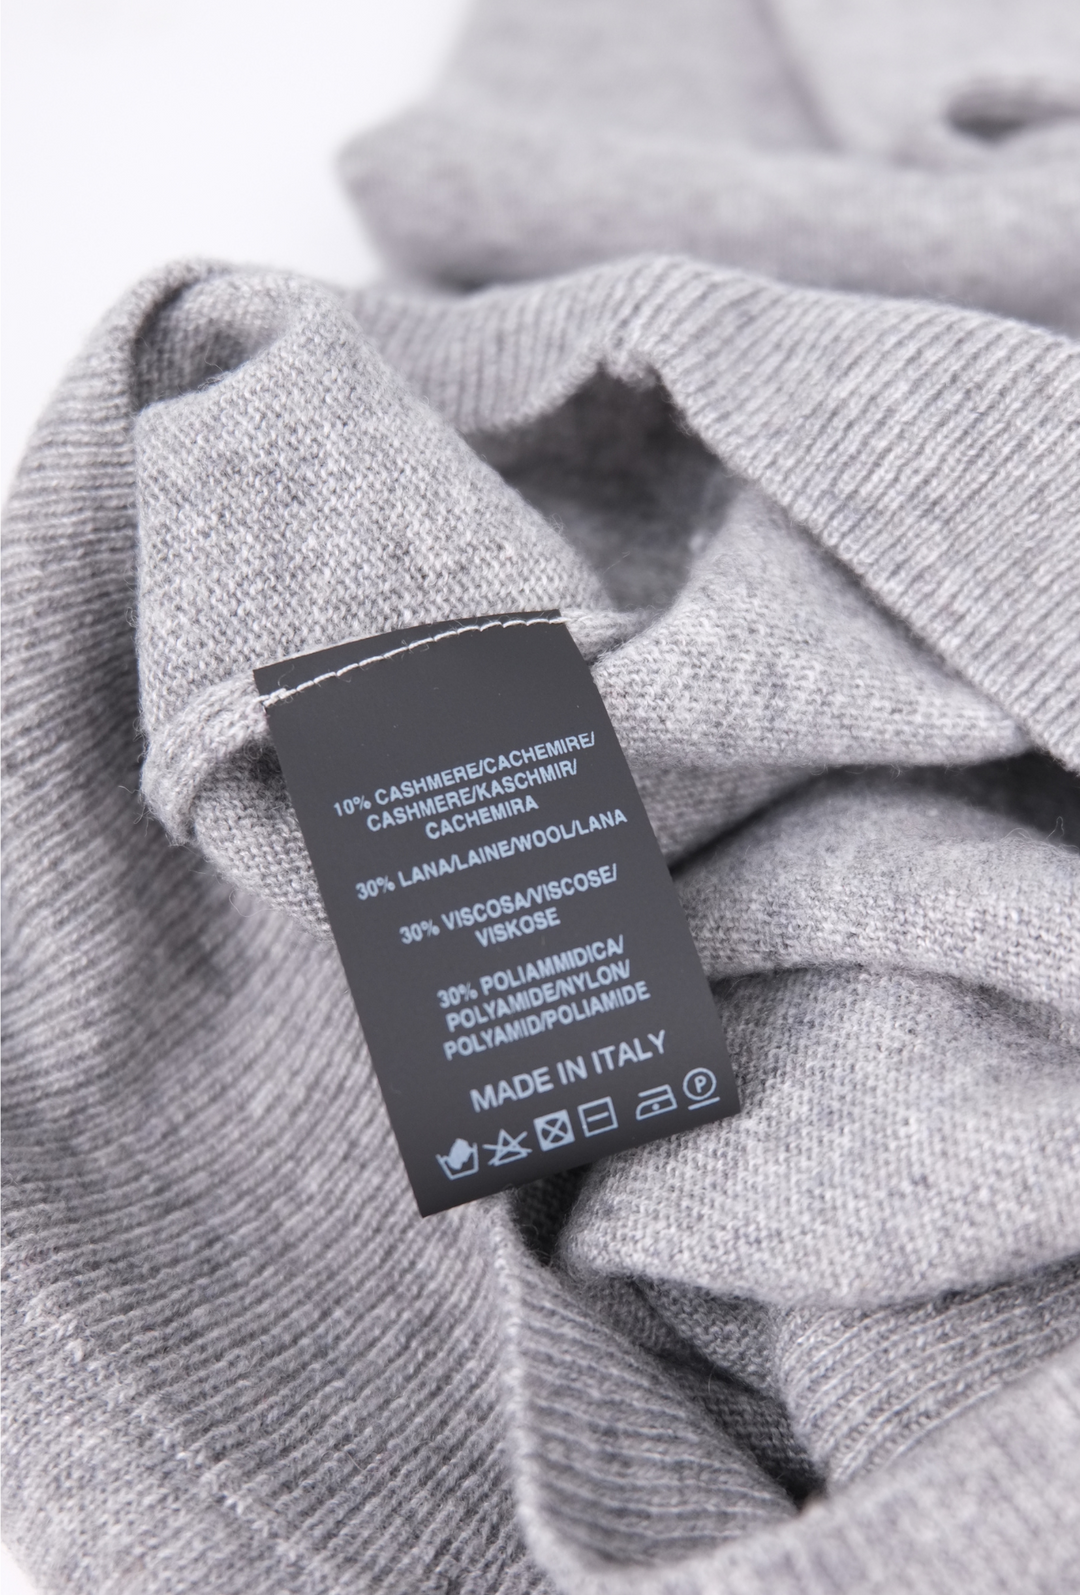 10% CASHMERE/CACHEMIRE/
CASHMERE/KASCHMIR/
CACHEMIRA
30% LANA/LAINE/WOOL/LANA
30% VISCOSA/VISCOSE/
VISKOSE
30% POLIAMMIDICA/
POLYAMIDE/NYLON/
POLYAMID/POLIAMIDE
MADE IN ITALY
P